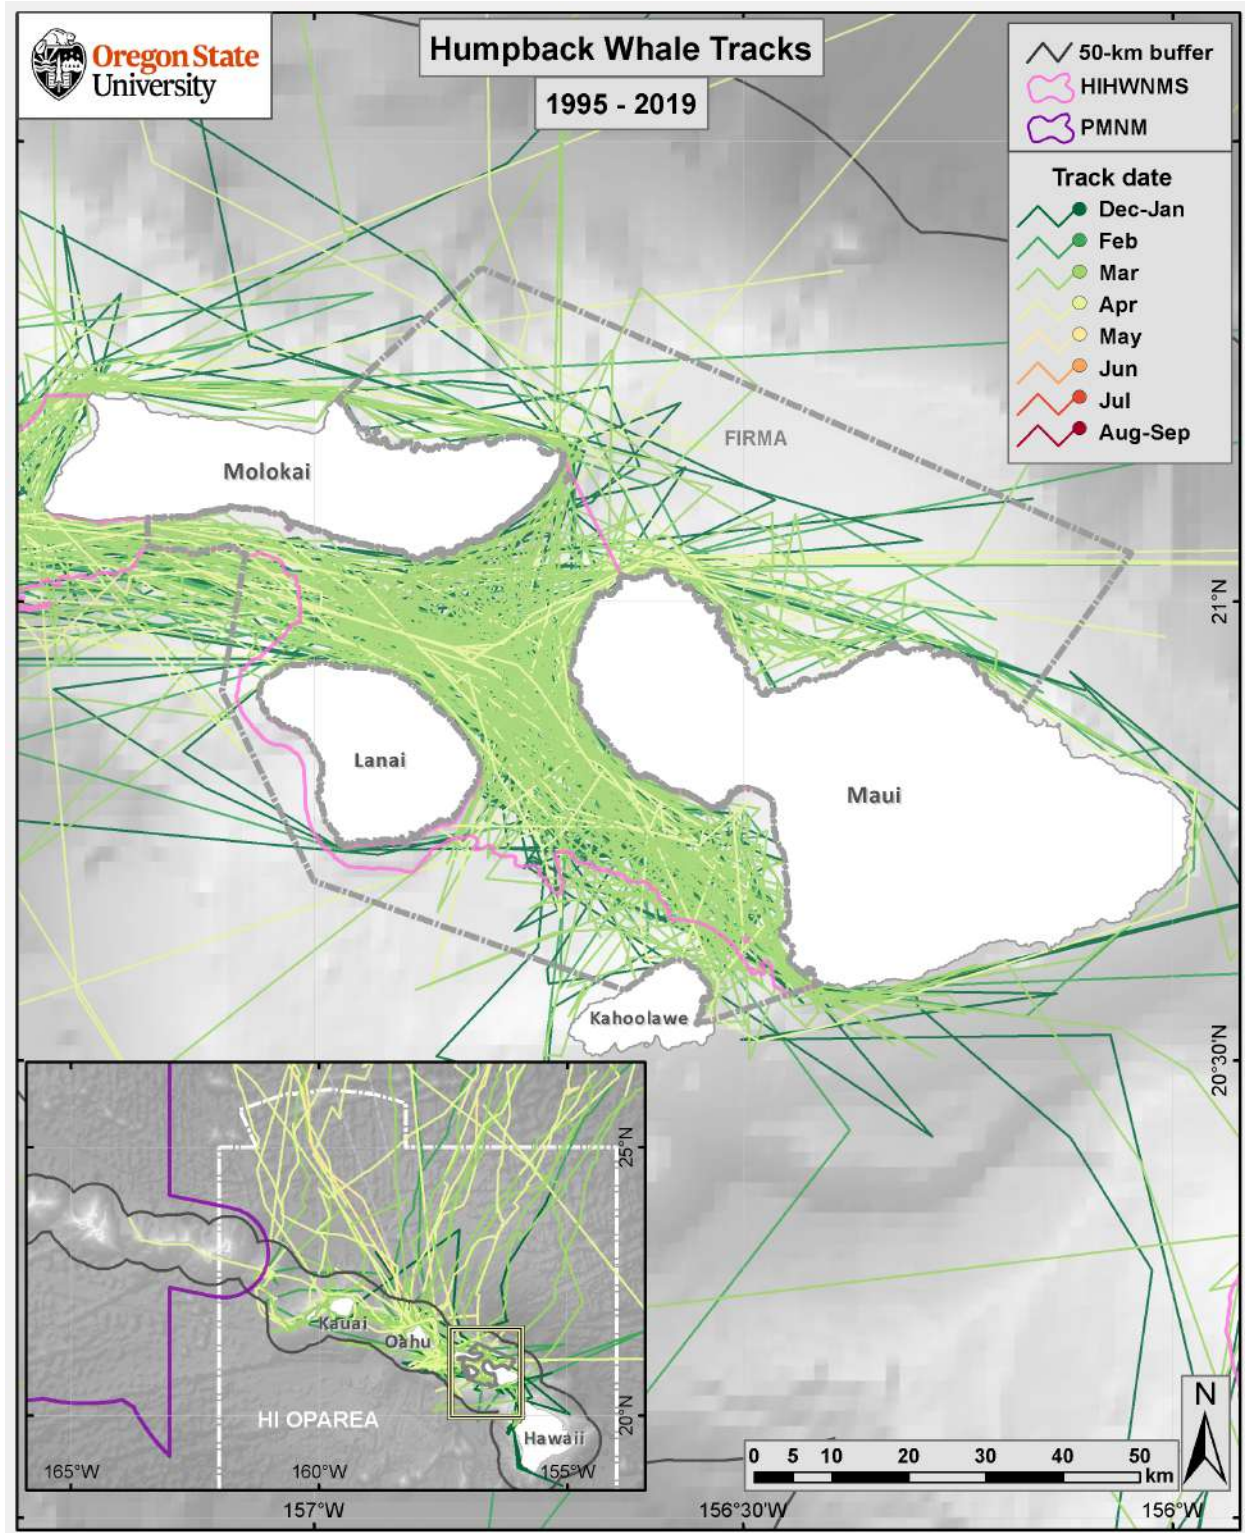 Oregon State
University
Humpback Whale Tracks
1995 - 2019
50-km buffer
HIHWNMS
PMNM
Track date
Dec-Jan
Feb
Mar
Apr
May
Jun
Jul
Aug-Sep
FIRMA
Molokai
21°N
Lanai
Maui
Kahoolawe
20°30'N
25°N
Kauai
Oahu
HI OPAREA
20°N
Hawaii
165°W
160°W
155°W
N
0 5 10 20 30 40 50
km
157°W
156°30'W
156°W